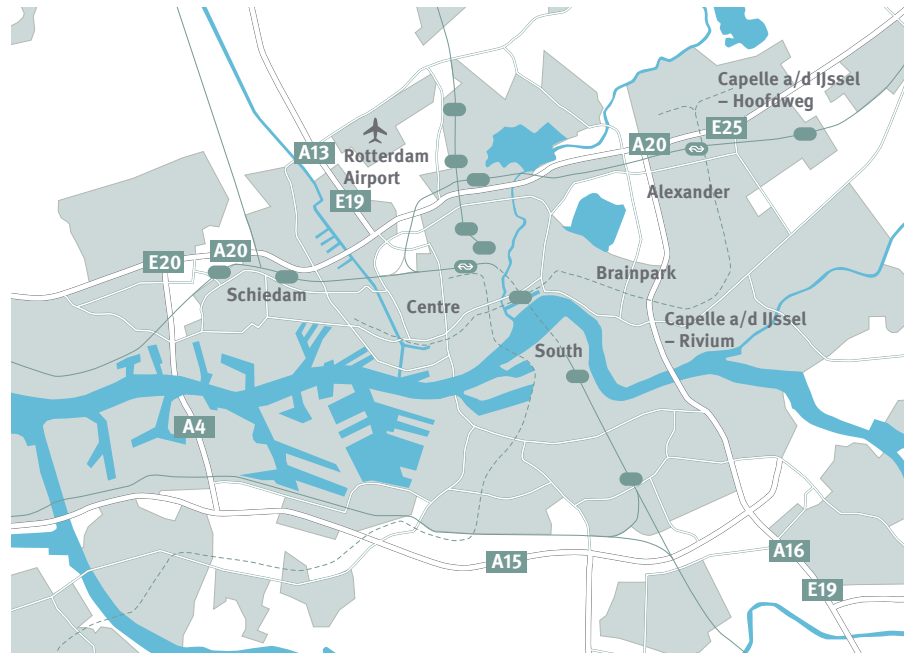 Capelle a/d IJssel
– Hoofdweg
E25
A20
A13
Rotterdam
Airport
Alexander
E19
A20
E20
Brainpark
Schiedam
Centre
Capelle a/d IJssel
– Rivium
South
A4
A16
A15
E19